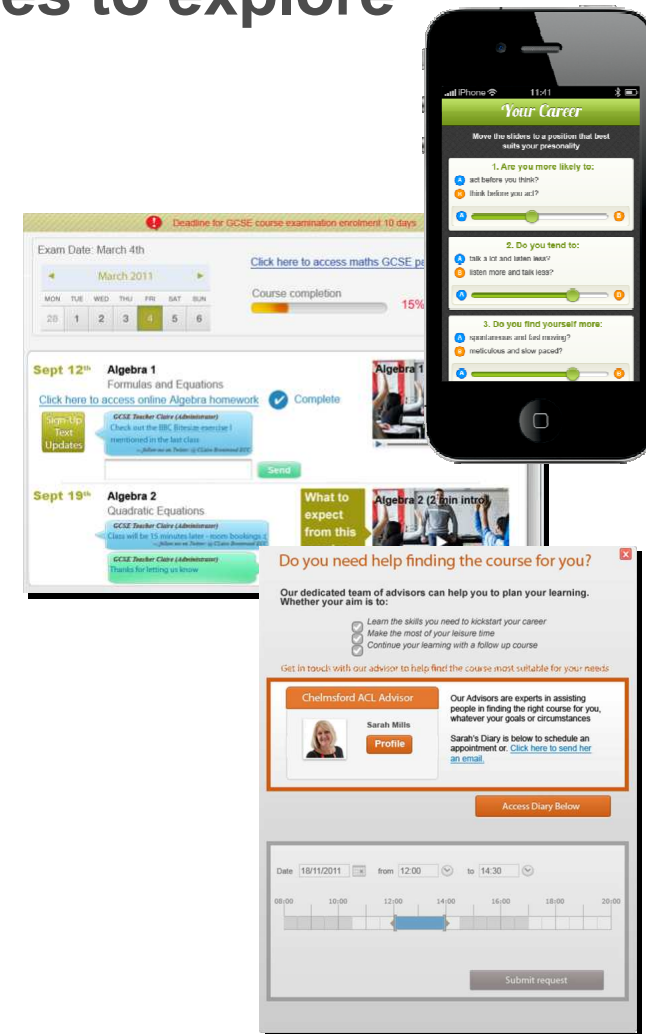 es to explore
iPhone 11:41
Your Career
Move the sliders to a position that best
suits your presonality
1. Are you more likely to:
A act before you think?
B think before you act?
A B
2. Do you tend to:
A talk a lot and listen less?
B listen more and talk less?
A B
3. Do you find yourself more:
A spontaneous and fast moving?
B meticulous and slow paced?
A B
Deadline for GCSE course examination enrolment 10 days
Exam Date: March 4th
March 2011
MON TUE WED THU FRI SAT SUN
28 1 2 3 4 5 6
Click here to access maths GCSE pa
Course completion
15%
Sept 12th Algebra 1
Formulas and Equations
Click here to access online Algebra homework Complete
Algebra 1
Sign-Up
Text
Updates
GCSE Teacher Claire (Administrator)
Check out the BBC Bitesize exercise I
mentioned in the last class
Send
Sept 19th Algebra 2
Quadratic Equations
GCSE Teacher Claire (Administrator)
Class will be 15 minutes later - room bookings
GCSE Teacher Claire (Administrator)
Thanks for letting us know
What to
expect
from this
Algebra 2 (2 min intro)
Do you need help finding the course for you? x
Our dedicated team of advisors can help you to plan your learning.
Whether your aim is to:
Learn the skills you need to kickstart your career
Make the most of your leisure time
Continue your learning with a follow up course
Get in touch with our advisor to help find the course most suitable for your needs
Chelmsford ACL Advisor
Sarah Mills
Profile
Our Advisors are experts in assisting
people in finding the right course for you,
whatever your goals or circumstances
Sarah's Diary is below to schedule an
appointment or. Click here to send her
an email.
Access Diary Below
Date 18/11/2011 from 12:00 to 14:30
08:00 10:00 12:00 14:00 16:00 18:00 20:00
Submit request